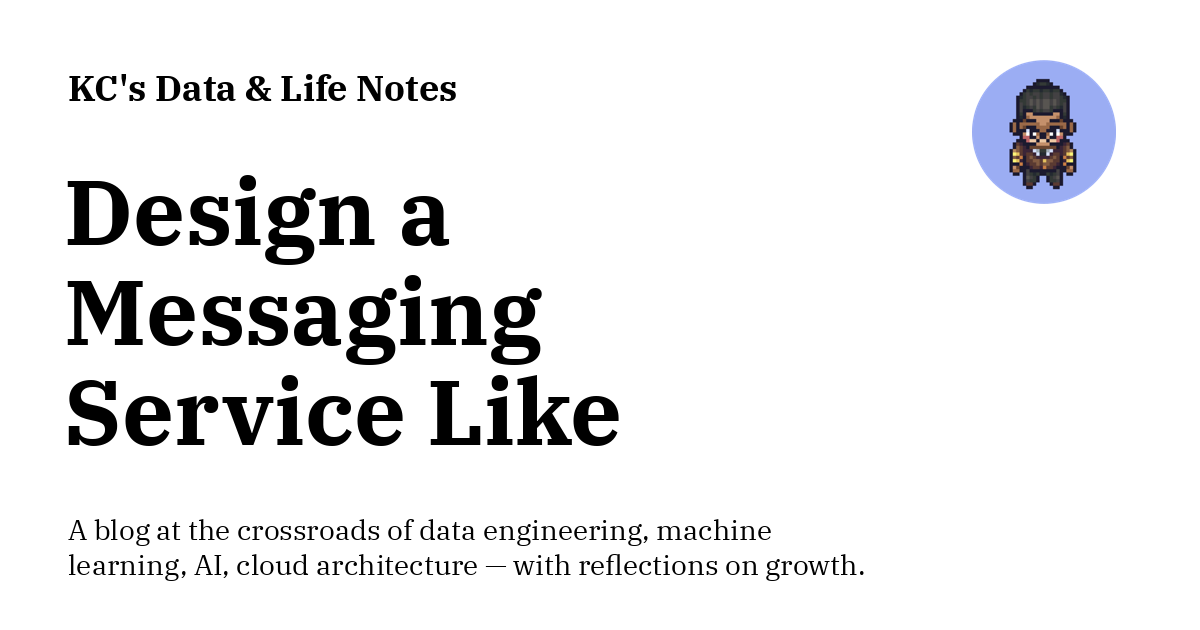 KC's Data & Life Notes
Design a
Messaging
Service Like
A blog at the crossroads of data engineering, machine
learning, AI, cloud architecture — with reflections on growth.